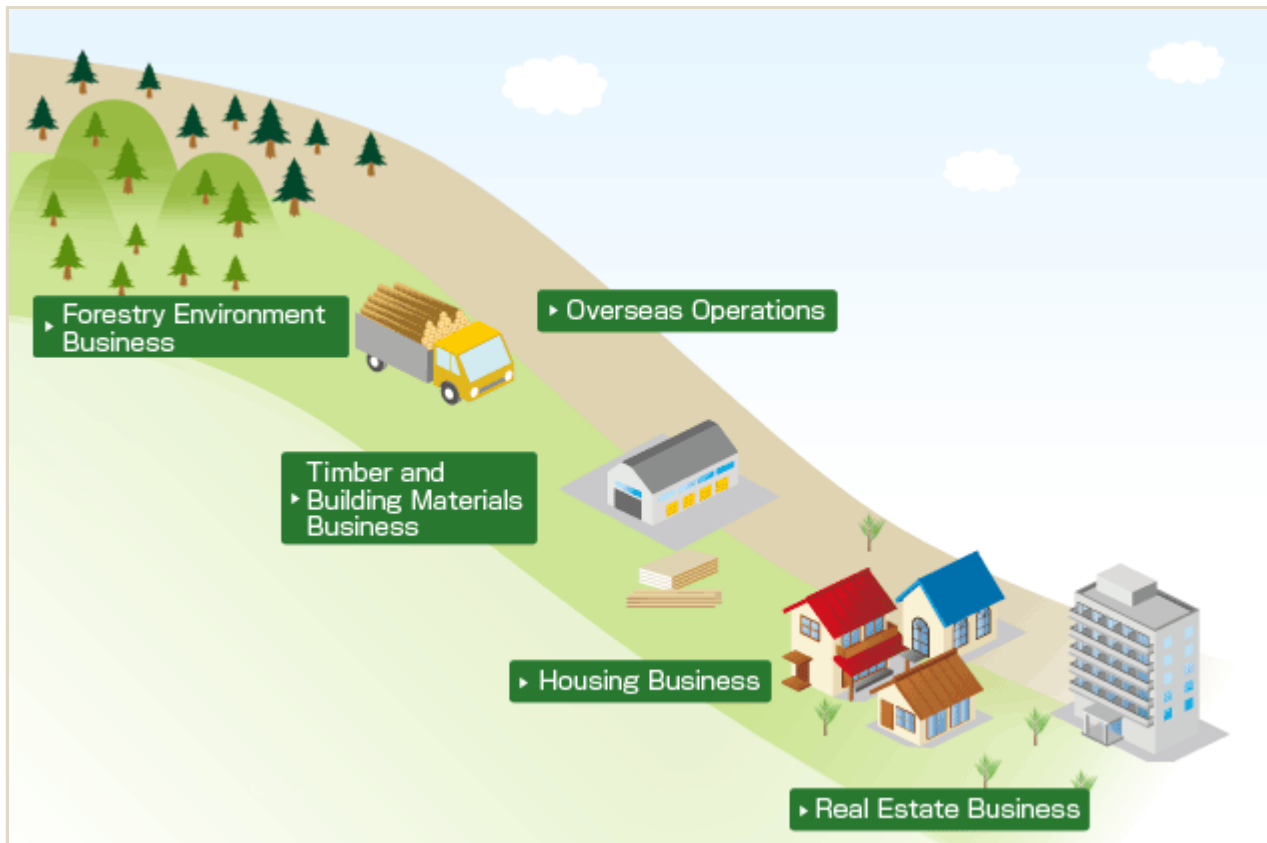 Forestry Environment
Business
Overseas Operations
Timber and
Building Materials
Business
Housing Business
Real Estate Business